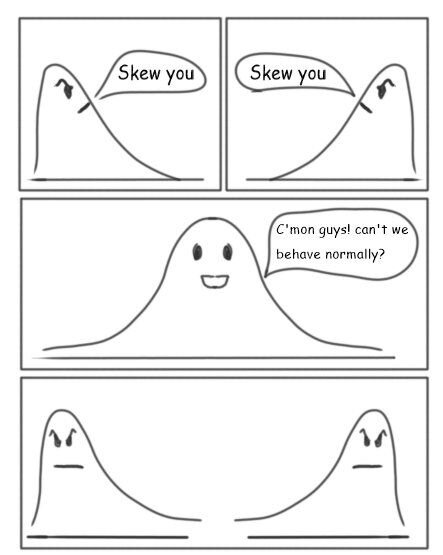 Skew you
Skew you
C'mon guys! can't we
behave normally?